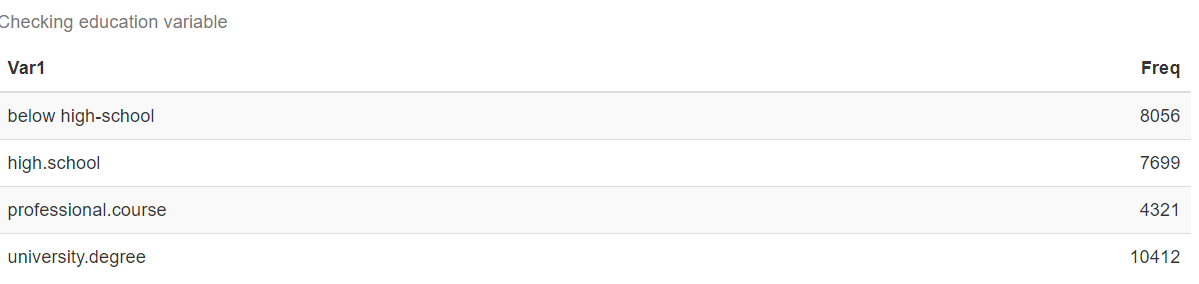 Checking education variable
Var1 Freq
below high-school 8056
high.school 7699
professional.course 4321
university.degree 10412